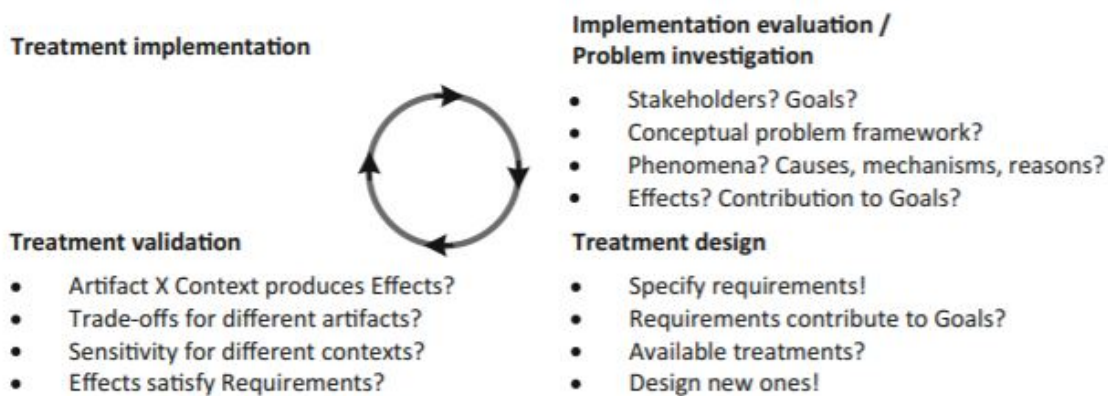 Treatment implementation
Implementation evaluation /
Problem investigation
• Stakeholders? Goals?
• Conceptual problem framework?
• Phenomena? Causes, mechanisms, reasons?
• Effects? Contribution to Goals?
Treatment validation
• Artifact X Context produces Effects?
• Trade-offs for different artifacts?
• Sensitivity for different contexts?
• Effects satisfy Requirements?
Treatment design
• Specify requirements!
• Requirements contribute to Goals?
• Available treatments?
• Design new ones!